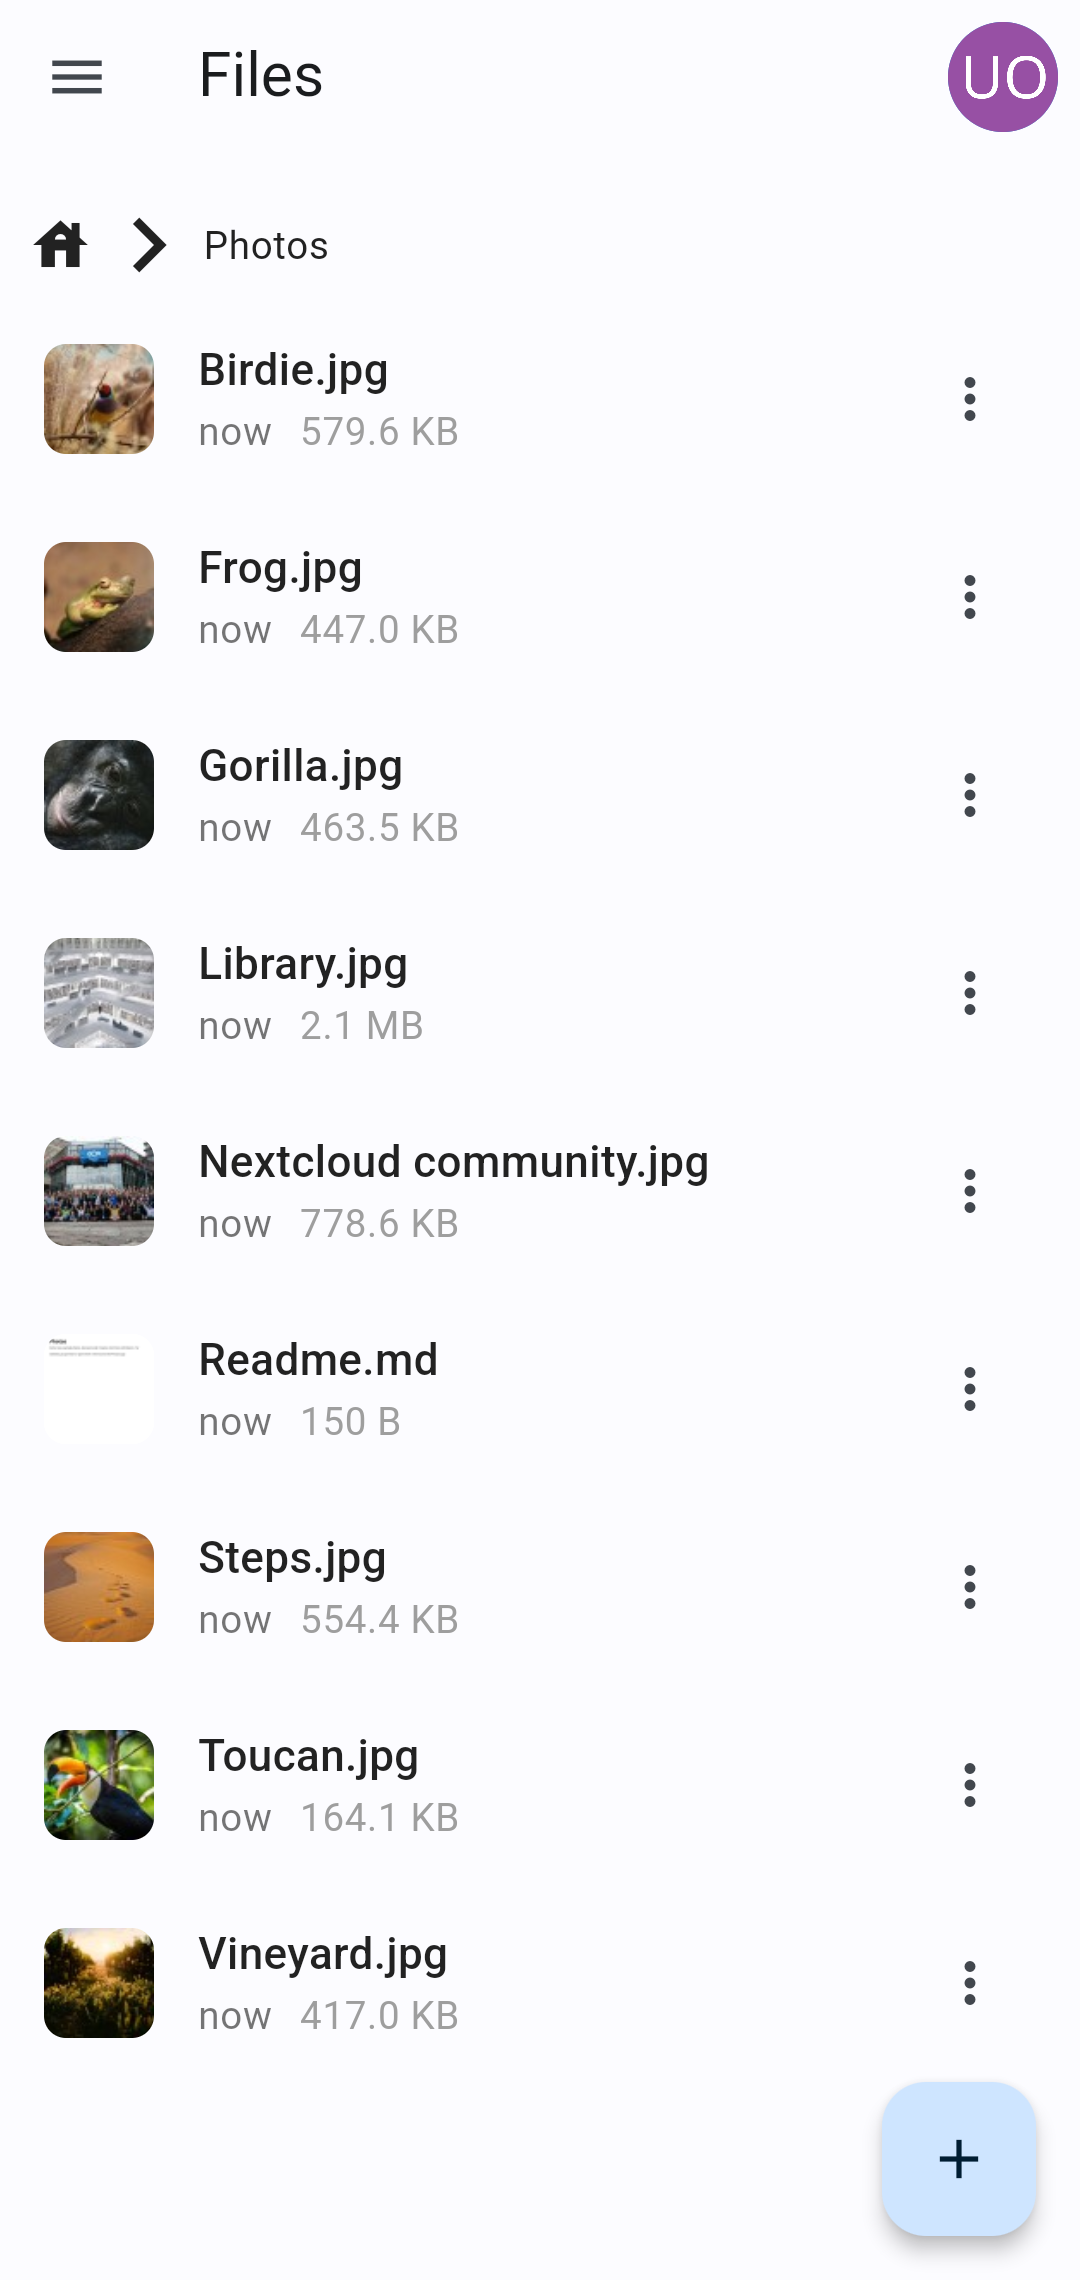 Files
UO
Photos
Birdie.jpg
now 579.6 KB
Frog.jpg
now 447.0 KB
Gorilla.jpg
now 463.5 KB
Library.jpg
now 2.1 MB
Nextcloud community.jpg
now 778.6 KB
Readme.md
now 150 B
Steps.jpg
now 554.4 KB
Toucan.jpg
now 164.1 KB
Vineyard.jpg
now 417.0 KB